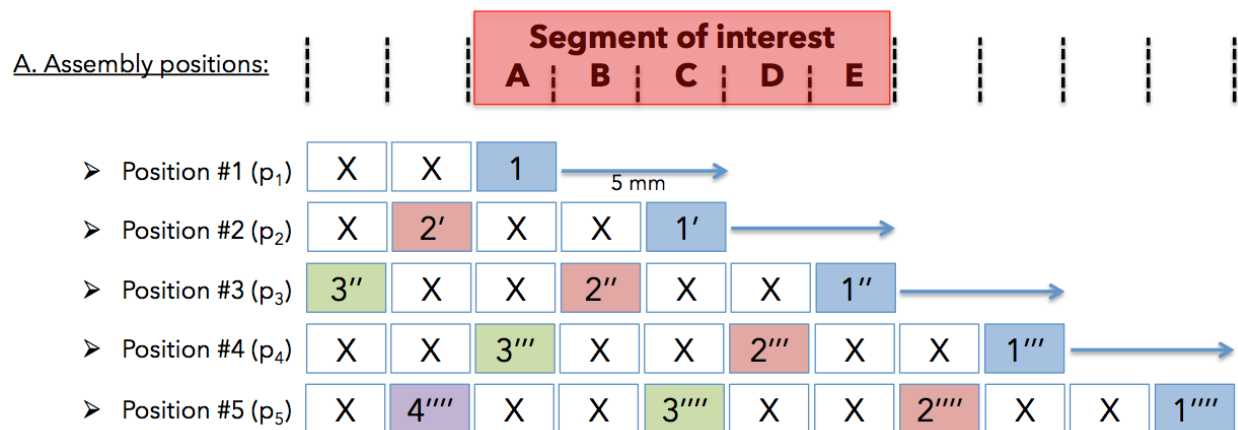 Segment of interest
A. Assembly positions:
A B C D E
➤ Position #1 (p₁) X X 1
5 mm
➤ Position #2 (p₂) X 2' X X 1'
➤ Position #3 (p₃) 3'' X X 2'' X X 1''
➤ Position #4 (p₄) X X 3''' X X 2''' X X 1'''
➤ Position #5 (p₅) X 4'''' X X 3'''' X X 2'''' X X 1''''